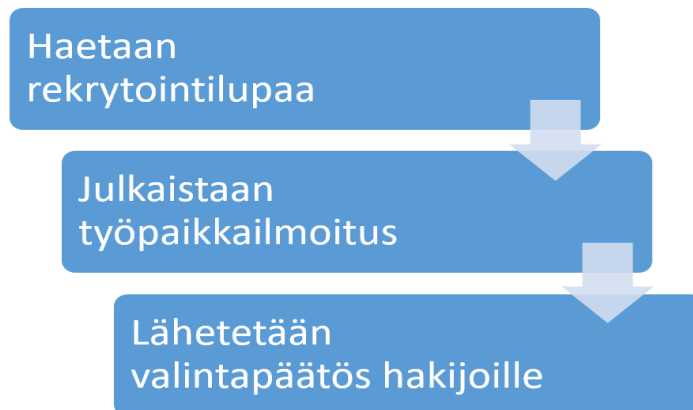 Haetaan
rekrytointilupaa
Julkaistaan
työpaikkailmoitus
Lähetetään
valintapäätös hakijoille